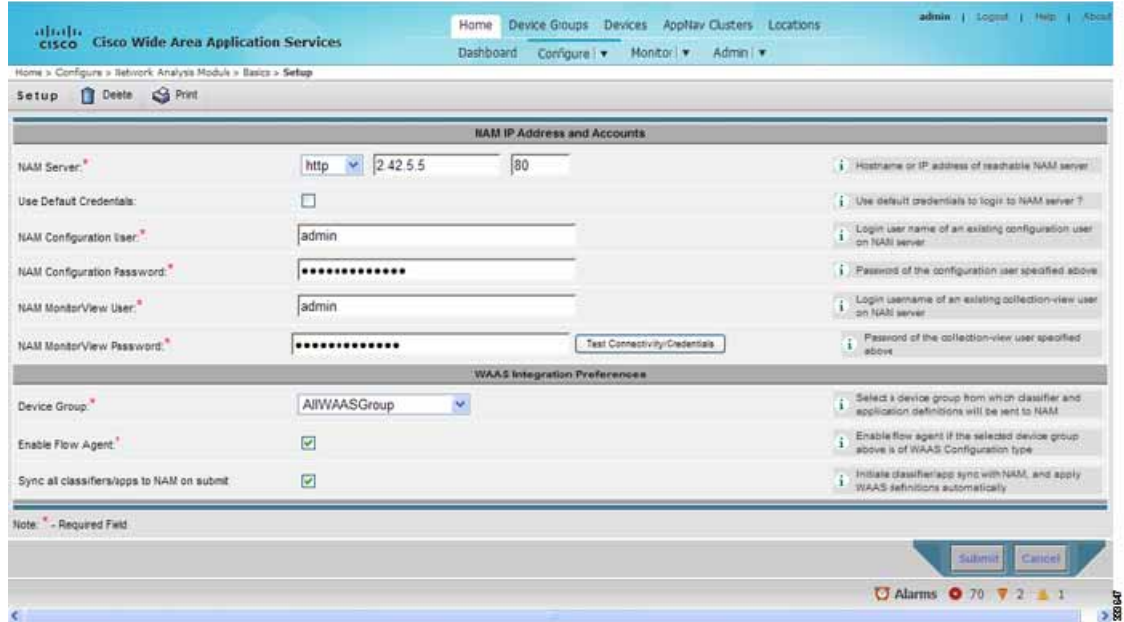 admin | Logout | Help | About
Home Device Groups Devices AppNav Clusters Locations
cisco Cisco Wide Area Application Services
Dashboard Configure | ▾ Monitor | ▾ Admin | ▾
Home > Configure > Network Analysis Module > Basics > Setup
Setup Delete Print
NAM IP Address and Accounts
NAM Server:* http 2.42.5.5 80 i Hostname or IP address of reachable NAM server
Use Default Credentials: i Use default credentials to login to NAM server ?
NAM Configuration User:* admin i Login user name of an existing configuration user
on NAM server
NAM Configuration Password:* ••••••••••••• i Password of the configuration user specified above
NAM MonitorView User:* admin i Login username of an existing collection-view user
on NAM server
NAM MonitorView Password:* ••••••••••••• Test Connectivity/Credentials i Password of the collection-view user specified
above
WAAS Integration Preferences
Device Group:* AllWAASGroup i Select a device group from which classifier and
application definitions will be sent to NAM
Enable Flow Agent:* i Enable flow agent if the selected device group
above is of WAAS Configuration type
Sync all classifiers/apps to NAM on submit i Initiate classifier/app sync with NAM, and apply
WAAS definitions automatically
Note: * - Required Field
Submit Cancel
Alarms 70 2 1
333647